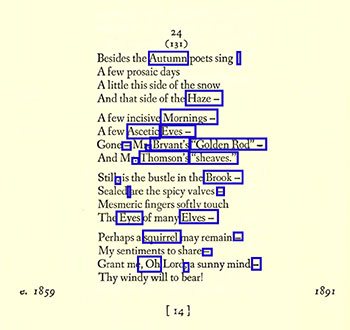 24
(131)
Besides the Autumn poets sing
A few prosaic days
A little this side of the snow
And that side of the Haze –
A few incisive Mornings –
A few Ascetic Eves –
Gone – Mr Bryant's "Golden Rod" –
And Mr Thomson's "sheaves."
Still, is the bustle in the Brook –
Sealed are the spicy valves –
Mesmeric fingers softly touch
The Eyes of many Elves –
Perhaps a squirrel may remain –
My sentiments to share –
Grant me, Oh Lord, a sunny mind –
Thy windy will to bear!
c. 1859 1891
[ 14 ]